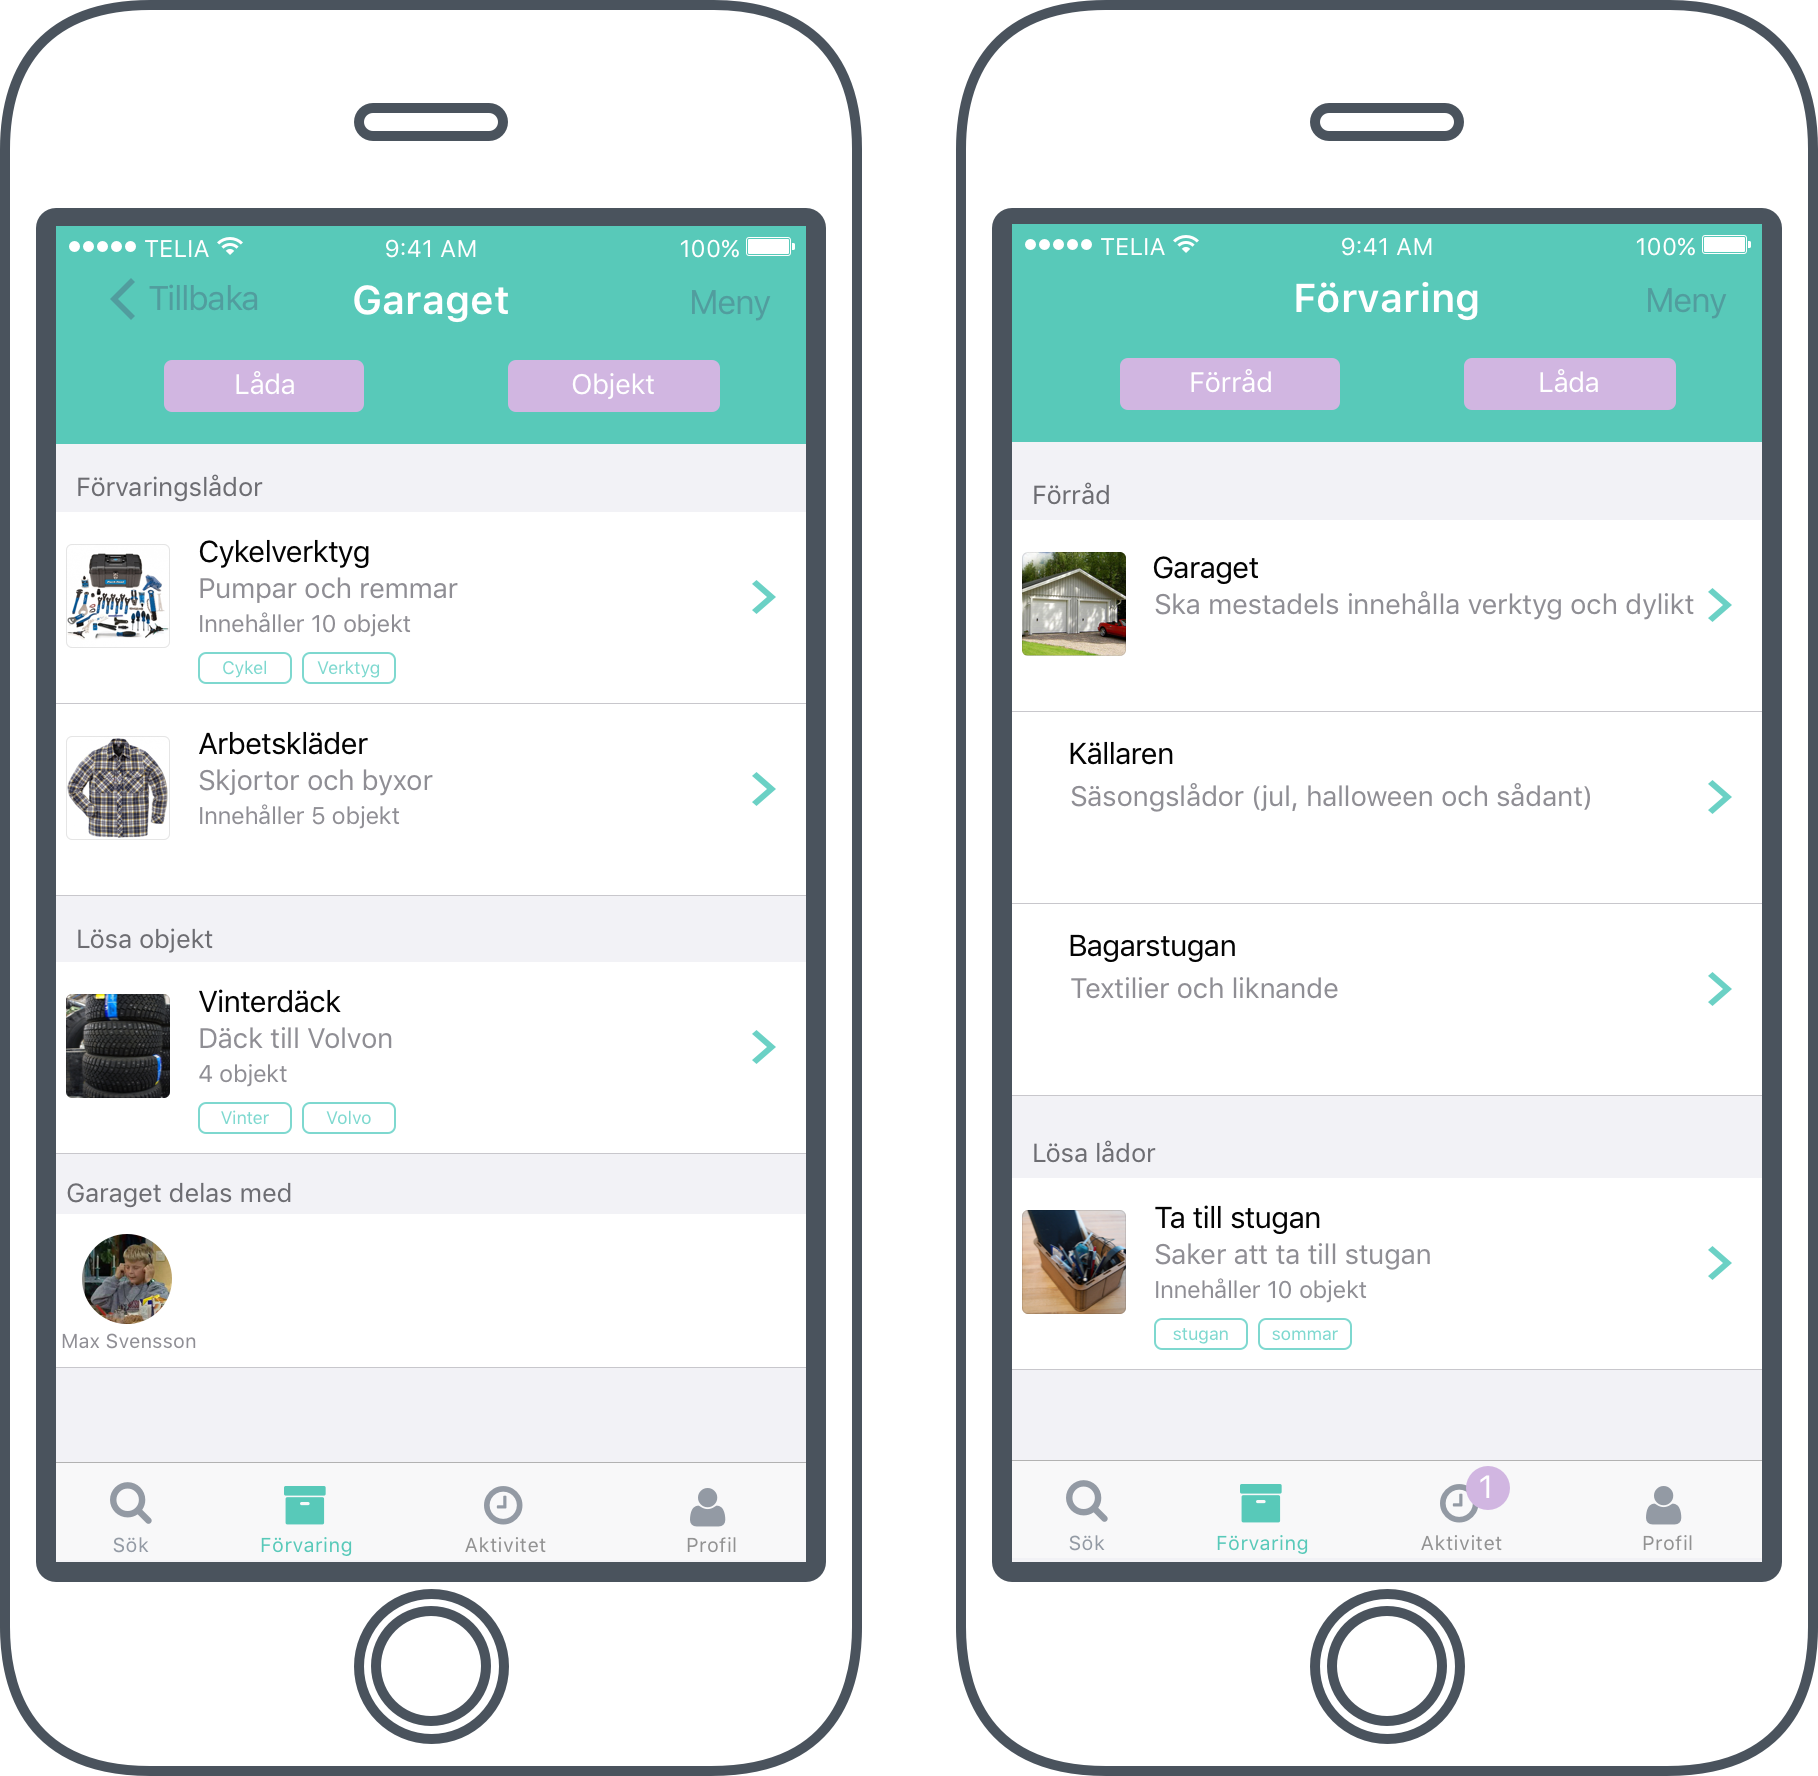 TELIA 9:41 AM 100%
Tillbaka Garaget Meny
Låda Objekt
Förvaringslådor
Cykelverktyg
Pumpar och remmar
Innehåller 10 objekt
Cykel Verktyg
Arbetskläder
Skjortor och byxor
Innehåller 5 objekt
Lösa objekt
Vinterdäck
Däck till Volvon
4 objekt
Vinter Volvo
Garaget delas med
Max Svensson
Sök Förvaring Aktivitet Profil
TELIA 9:41 AM 100%
Förvaring Meny
Förråd Låda
Förråd
Garaget
Ska mestadels innehålla verktyg och dylikt
Källaren
Säsongslådor (jul, halloween och sådant)
Bagarstugan
Textilier och liknande
Lösa lådor
Ta till stugan
Saker att ta till stugan
Innehåller 10 objekt
stugan sommar
1
Sök Förvaring Aktivitet Profil